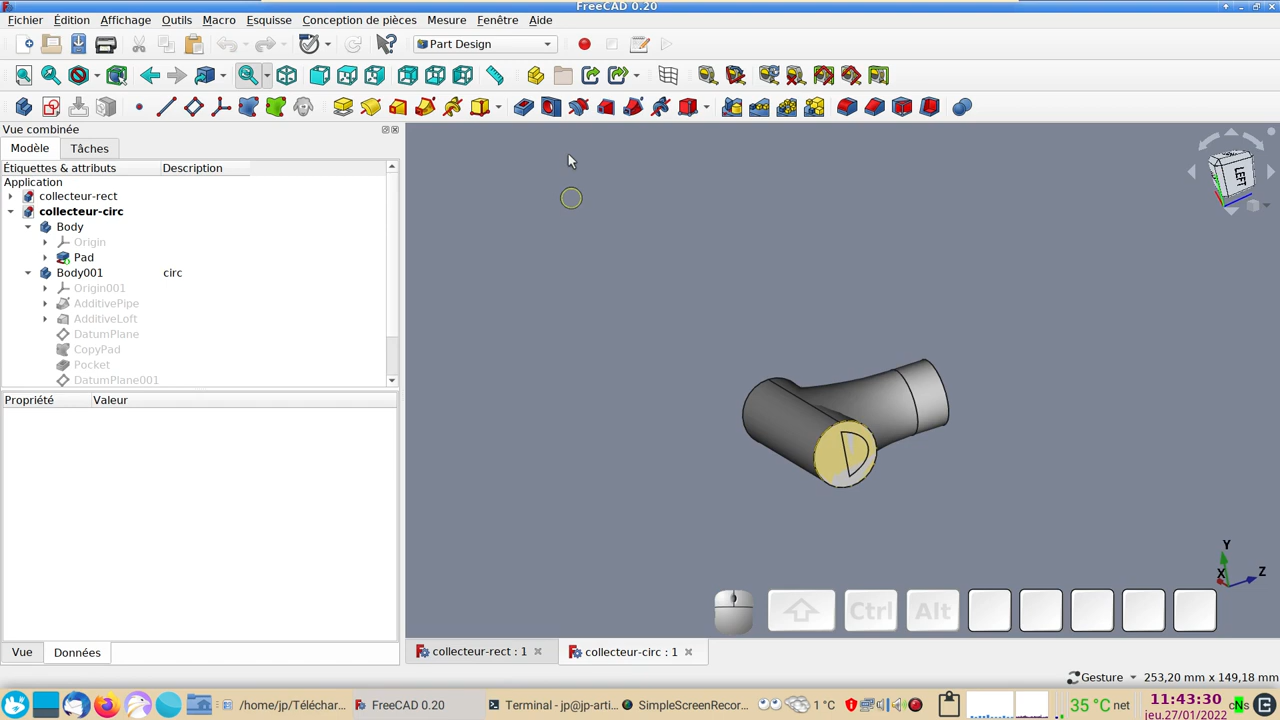 FreeCAD 0.20
Fichier Édition Affichage Outils Macro Esquisse Conception de pièces Mesure Fenêtre Aide
Part Design
Vue combinée
Modèle Tâches
Étiquettes & attributs Description
Application
collecteur-rect
collecteur-circ
Body
Origin
Pad
Body001 circ
Origin001
AdditivePipe
AdditiveLoft
DatumPlane
CopyPad
Pocket
DatumPlane001
Propriété Valeur
LEFT
Y
X Z
Ctrl Alt
Vue Données
collecteur-rect : 1 collecteur-circ : 1
Gesture 253,20 mm x 149,18 mm
/home/jp/Téléchar... FreeCAD 0.20 Terminal - jp@jp-arti... SimpleScreenRecor... 1 °C 35 °C net 11:43:30
jeu.27/01/2022